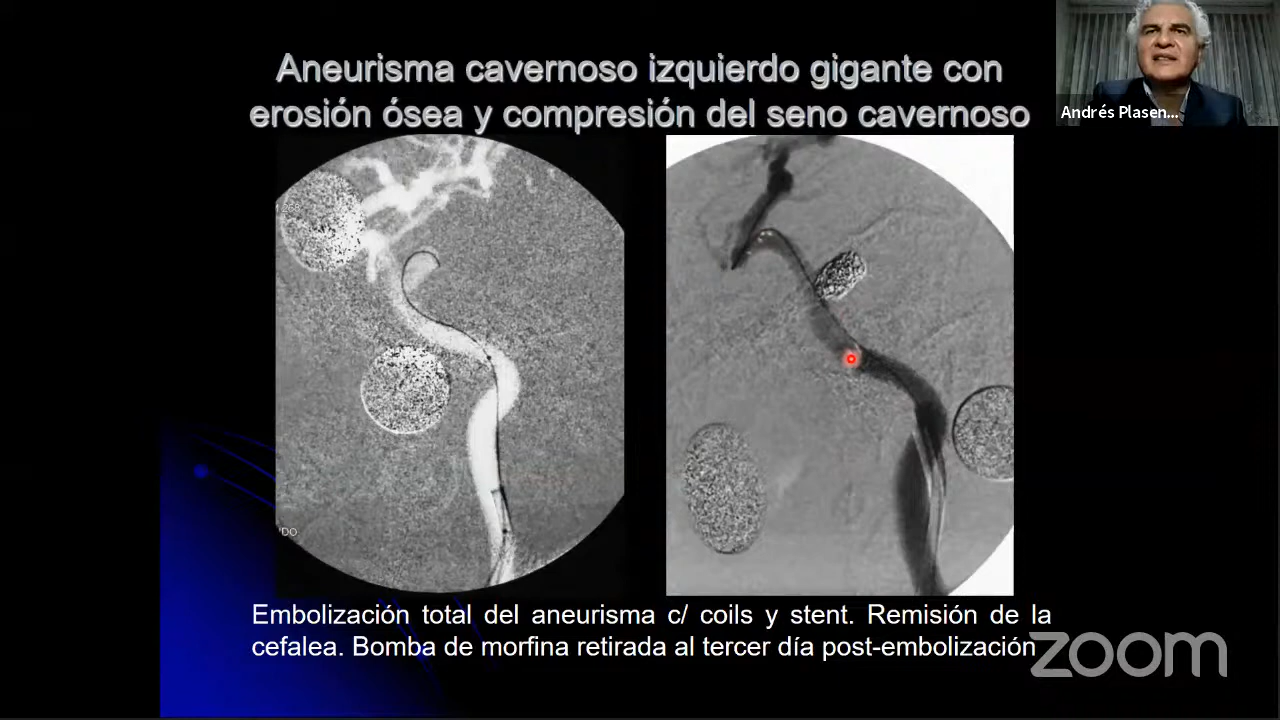 Aneurisma cavernoso izquierdo gigante con
erosión ósea y compresión del seno cavernoso
Andrés Plasen...
Embolización total del aneurisma c/ coils y stent. Remisión de la
cefalea. Bomba de morfina retirada al tercer día post-embolización
zoom